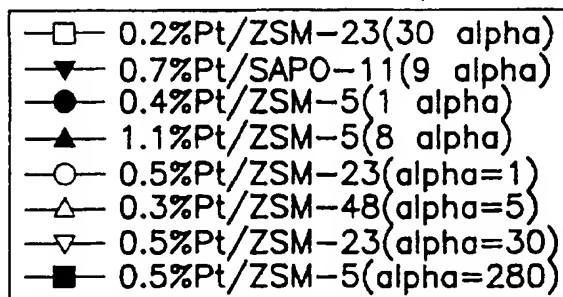 0.2%Pt/ZSM-23(30 alpha)
0.7%Pt/SAPO-11(9 alpha)
0.4%Pt/ZSM-5(1 alpha)
1.1%Pt/ZSM-5(8 alpha)
0.5%Pt/ZSM-23(alpha=1)
0.3%Pt/ZSM-48(alpha=5)
0.5%Pt/ZSM-23(alpha=30)
0.5%Pt/ZSM-5(alpha=280)